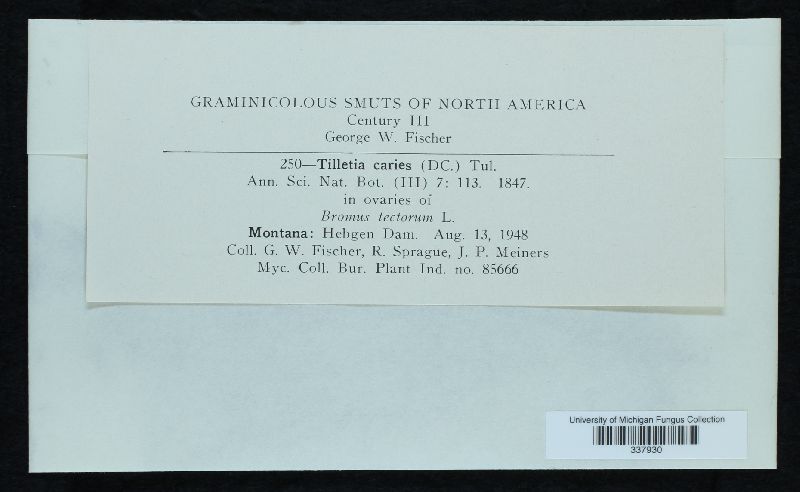 GRAMINICOLOUS SMUTS OF NORTH AMERICA
Century III
George W. Fischer
250—Tilletia caries (DC.) Tul.
Ann. Sci. Nat. Bot. (III) 7: 113. 1847.
in ovaries of
Bromus tectorum L.
Montana: Hebgen Dam. Aug. 13, 1948
Coll. G. W. Fischer, R. Sprague, J. P. Meiners
Myc. Coll. Bur. Plant Ind. no. 85666
University of Michigan Fungus Collection
337930